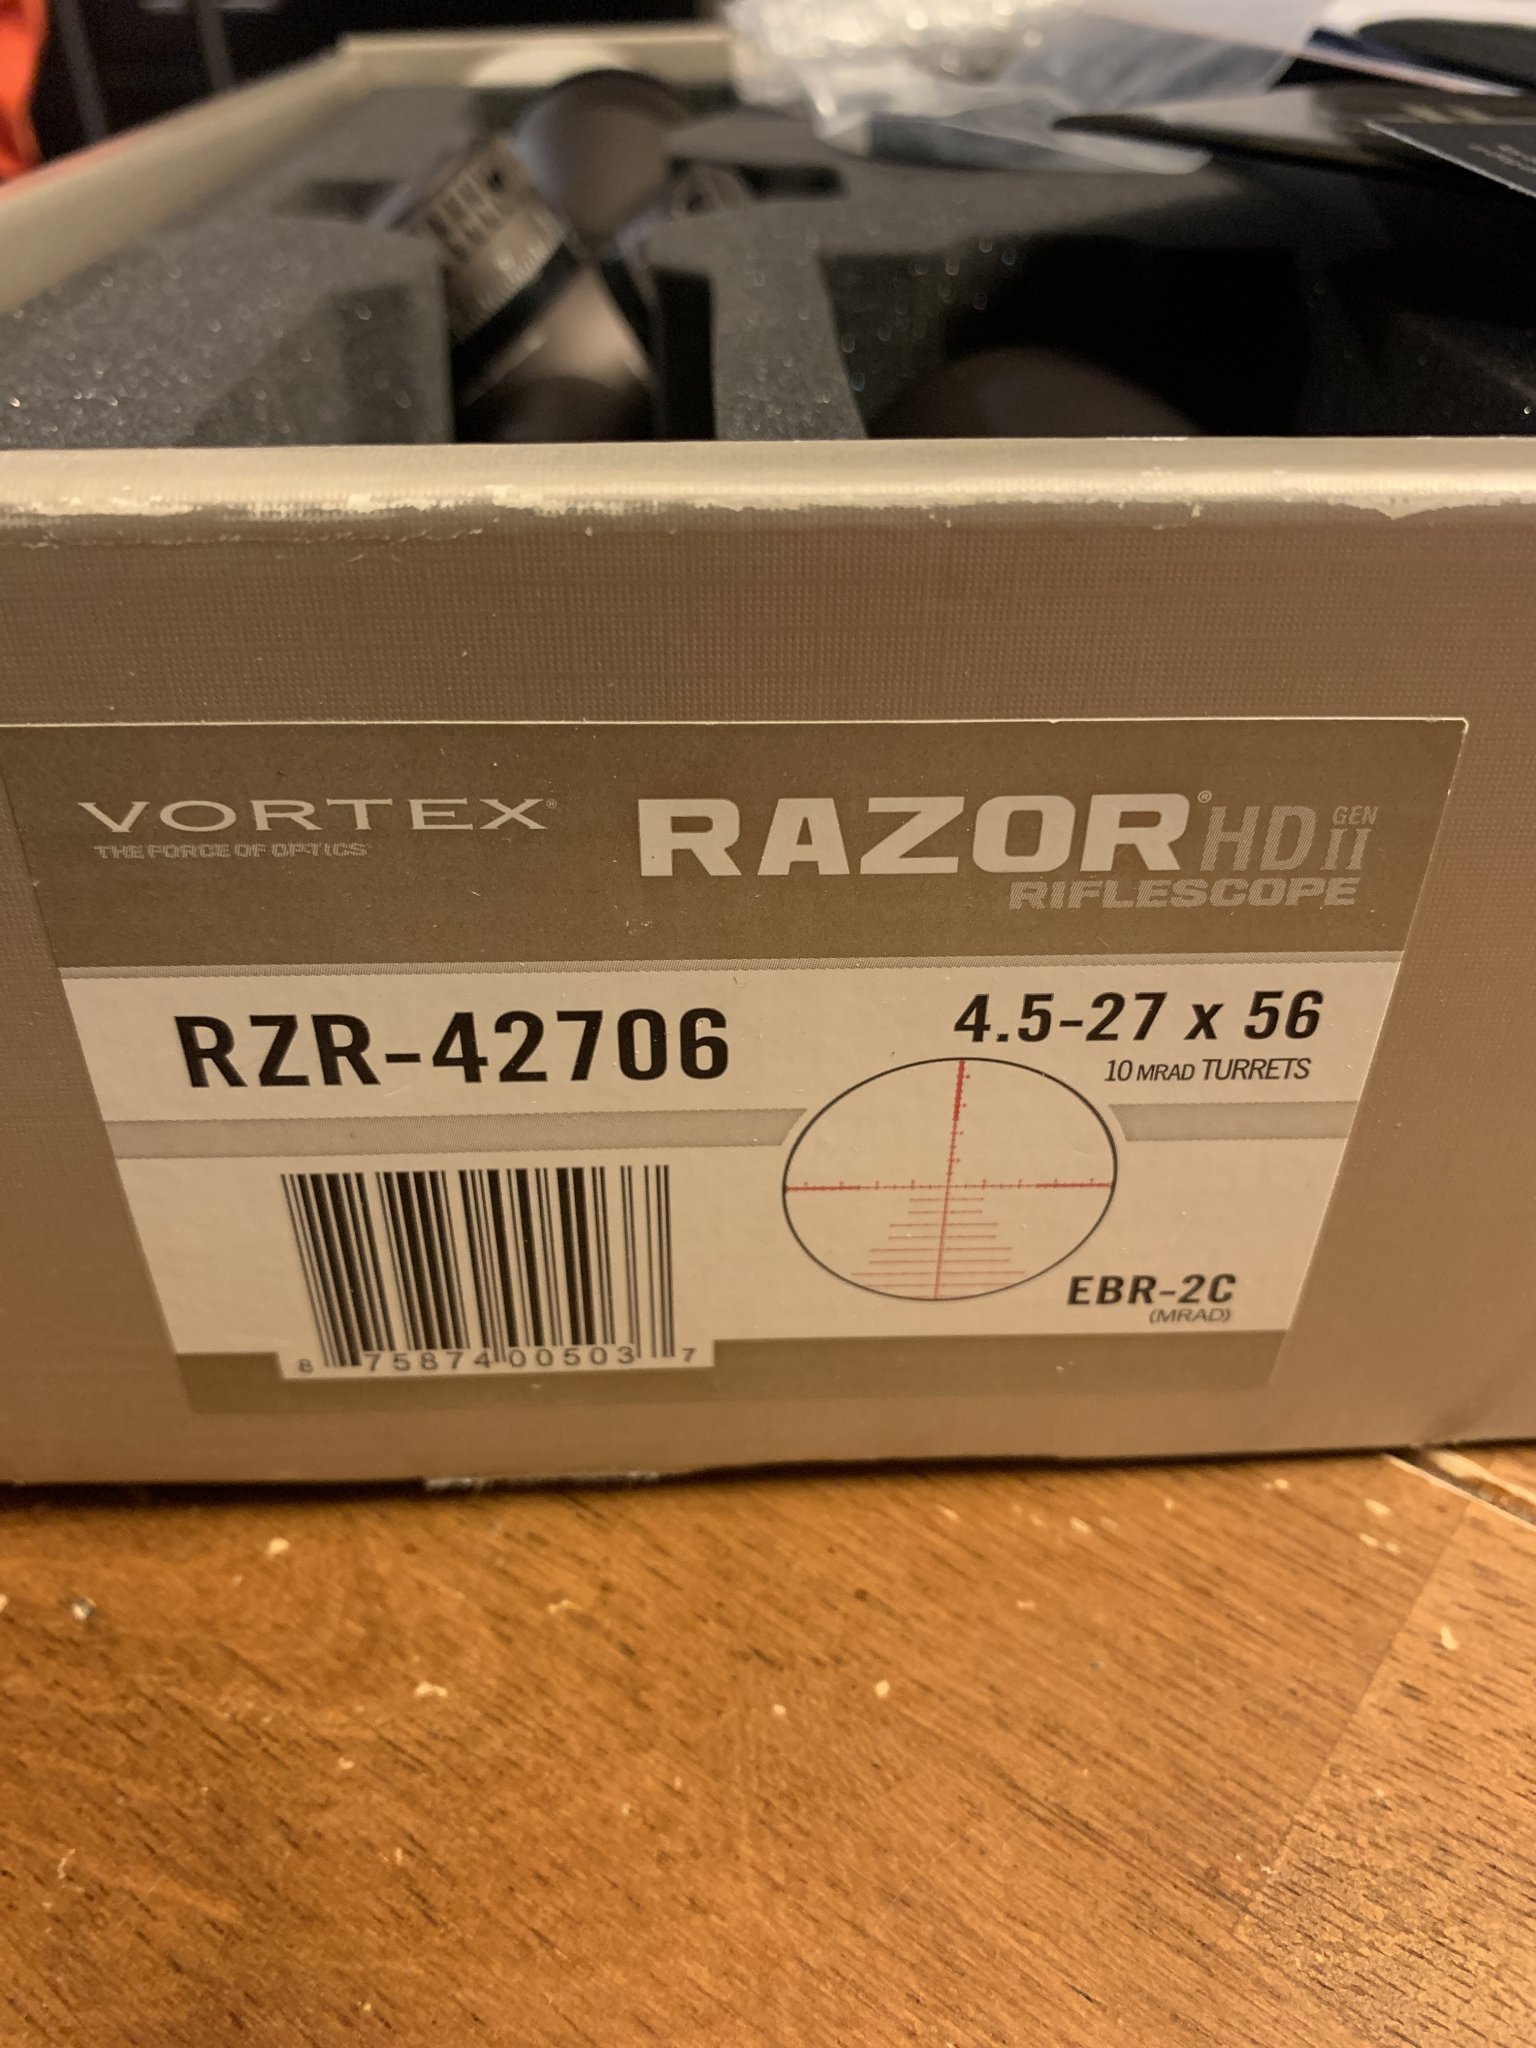 VORTEX®
THE FORCE OF OPTICS
RAZOR® HD GEN II
RIFLESCOPE
RZR-42706
4.5-27 x 56
10 MRAD TURRETS
EBR-2C
(MRAD)
8 75874 00503 7